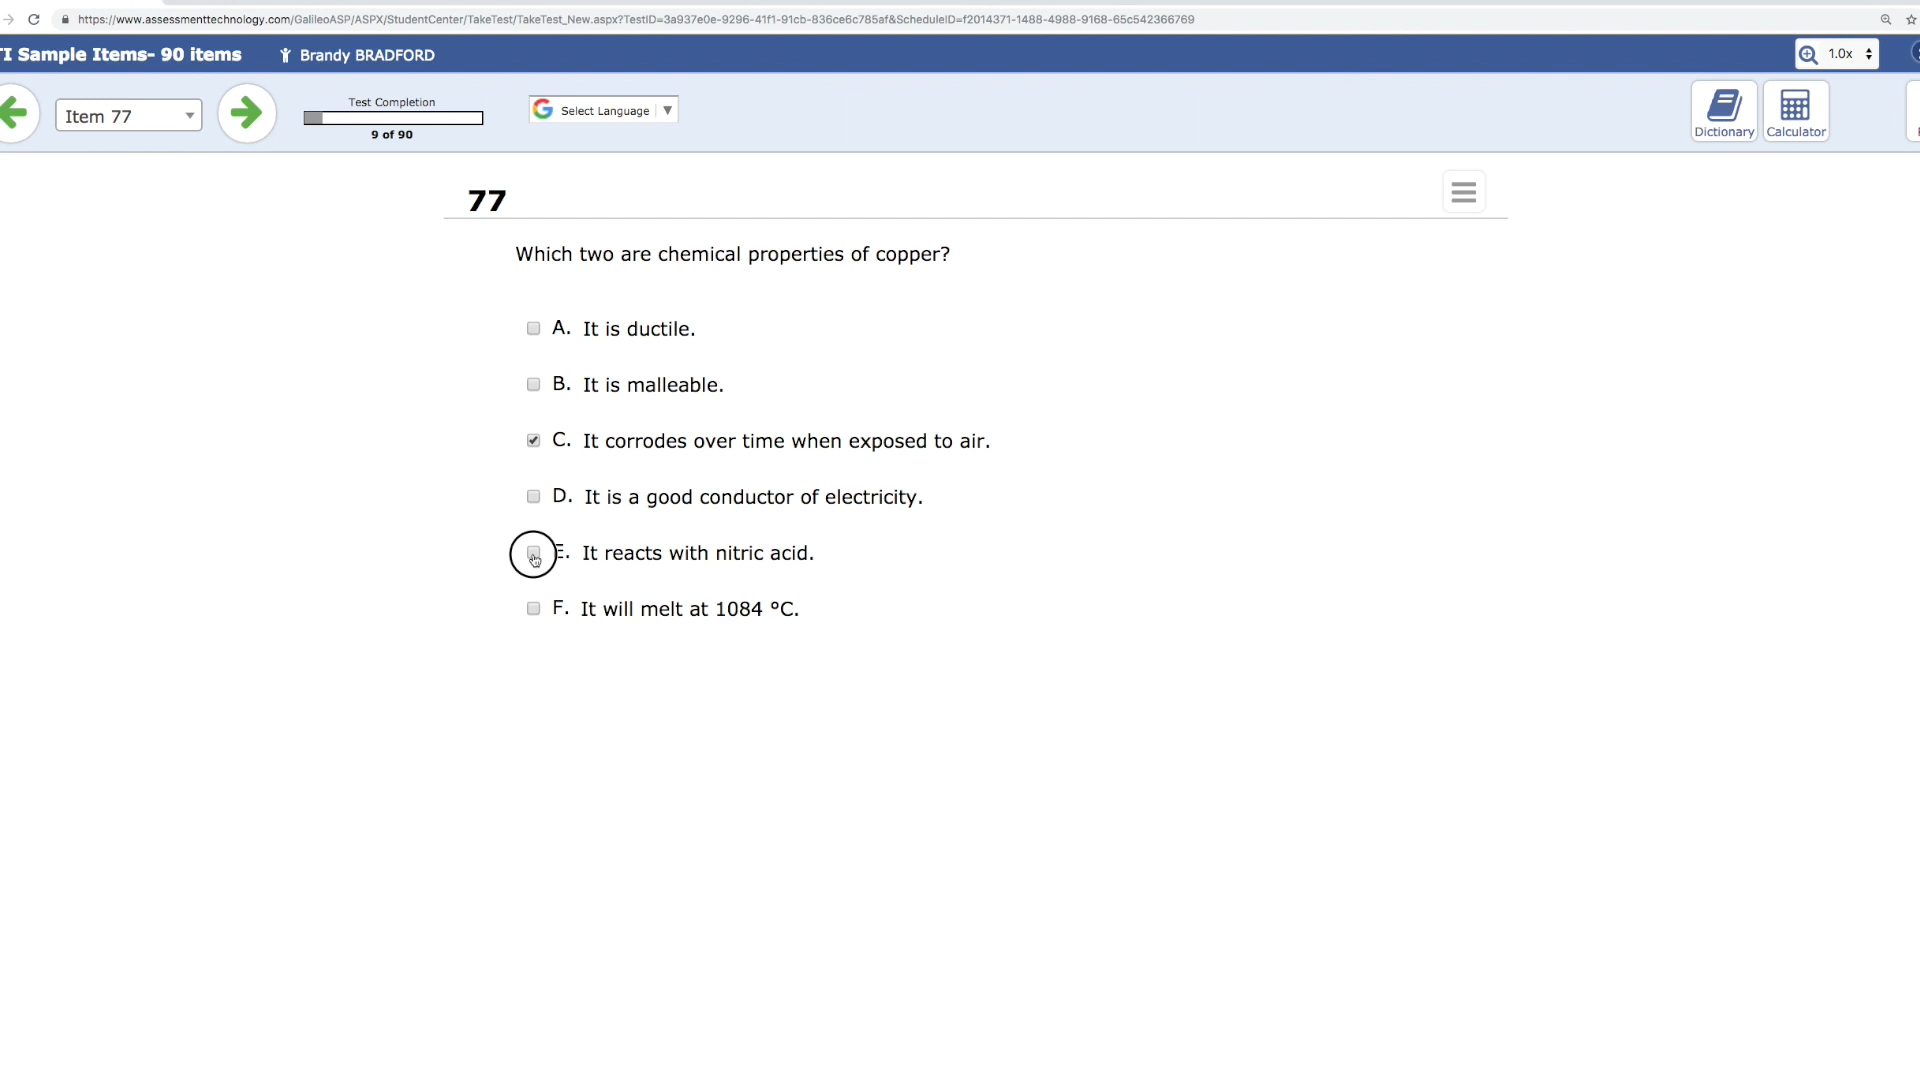 https://www.assessmenttechnology.com/GalileoASP/ASPX/StudentCenter/TakeTest/TakeTest_New.aspx?TestID=3a937e0e-9296-41f1-91cb-836ce6c785af&ScheduleID=f2014371-1488-4988-9168-65c542366769
TI Sample Items- 90 items Brandy BRADFORD 1.0x
Item 77
Test Completion
9 of 90
Select Language
Dictionary
Calculator
77
Which two are chemical properties of copper?
A. It is ductile.
B. It is malleable.
C. It corrodes over time when exposed to air.
D. It is a good conductor of electricity.
E. It reacts with nitric acid.
F. It will melt at 1084 °C.